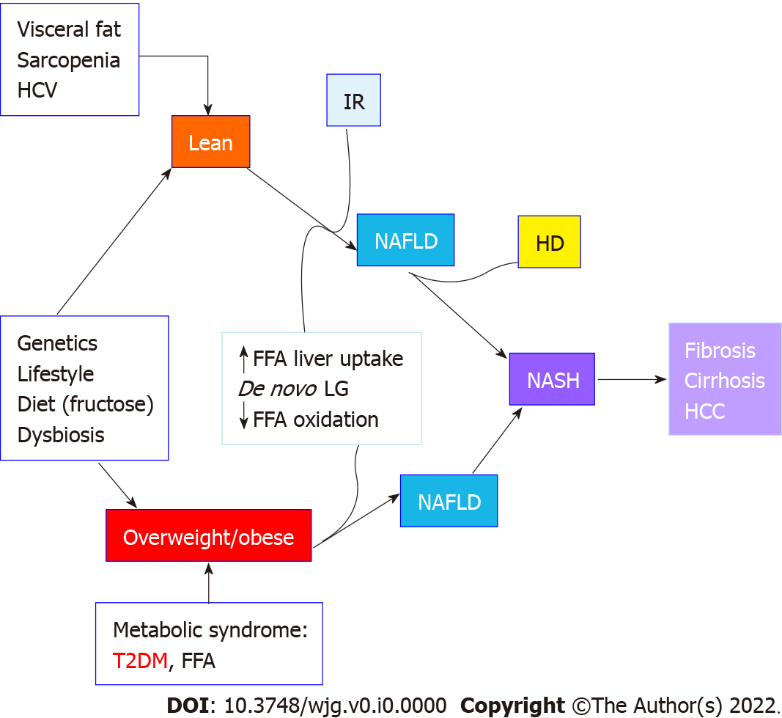 Visceral fat
Sarcopenia
HCV
IR
Lean
NAFLD
HD
Genetics
Lifestyle
Diet (fructose)
Dysbiosis
↑FFA liver uptake
De novo LG
↓FFA oxidation
NASH
Fibrosis
Cirrhosis
HCC
NAFLD
Overweight/obese
Metabolic syndrome:
T2DM, FFA
DOI: 10.3748/wjg.v0.i0.0000 Copyright ©The Author(s) 2022.